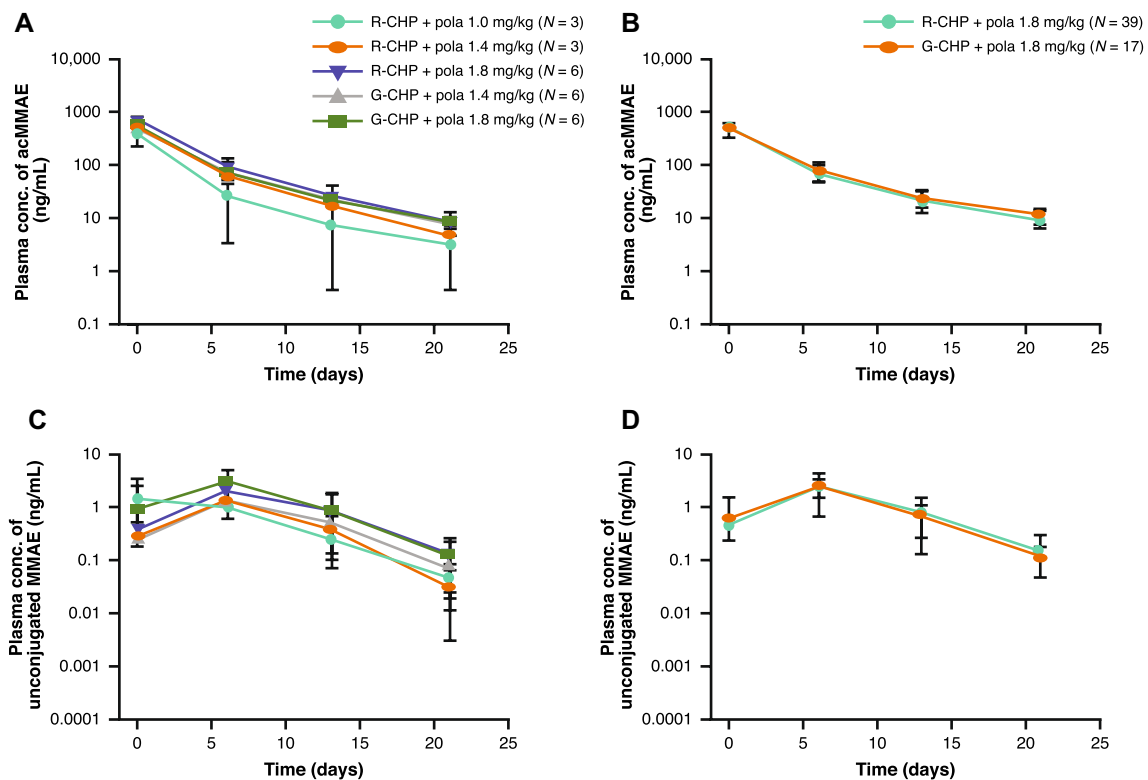 A
R-CHP + pola 1.0 mg/kg (N = 3)
R-CHP + pola 1.4 mg/kg (N = 3)
R-CHP + pola 1.8 mg/kg (N = 6)
G-CHP + pola 1.4 mg/kg (N = 6)
G-CHP + pola 1.8 mg/kg (N = 6)
Plasma conc. of acMMAE
(ng/mL)
10,000
1000
100
10
1
0.1
0 5 10 15 20 25
Time (days)
B
R-CHP + pola 1.8 mg/kg (N = 39)
G-CHP + pola 1.8 mg/kg (N = 17)
Plasma conc. of acMMAE
(ng/mL)
10,000
1000
100
10
1
0.1
0 5 10 15 20 25
Time (days)
C
Plasma conc of
unconjugated MMAE (ng/mL)
10
1
0.1
0.01
0.001
0.0001
0 5 10 15 20 25
Time (days)
D
Plasma conc. of
unconjugated MMAE (ng/mL)
10
1
0.1
0.01
0.001
0.0001
0 5 10 15 20 25
Time (days)